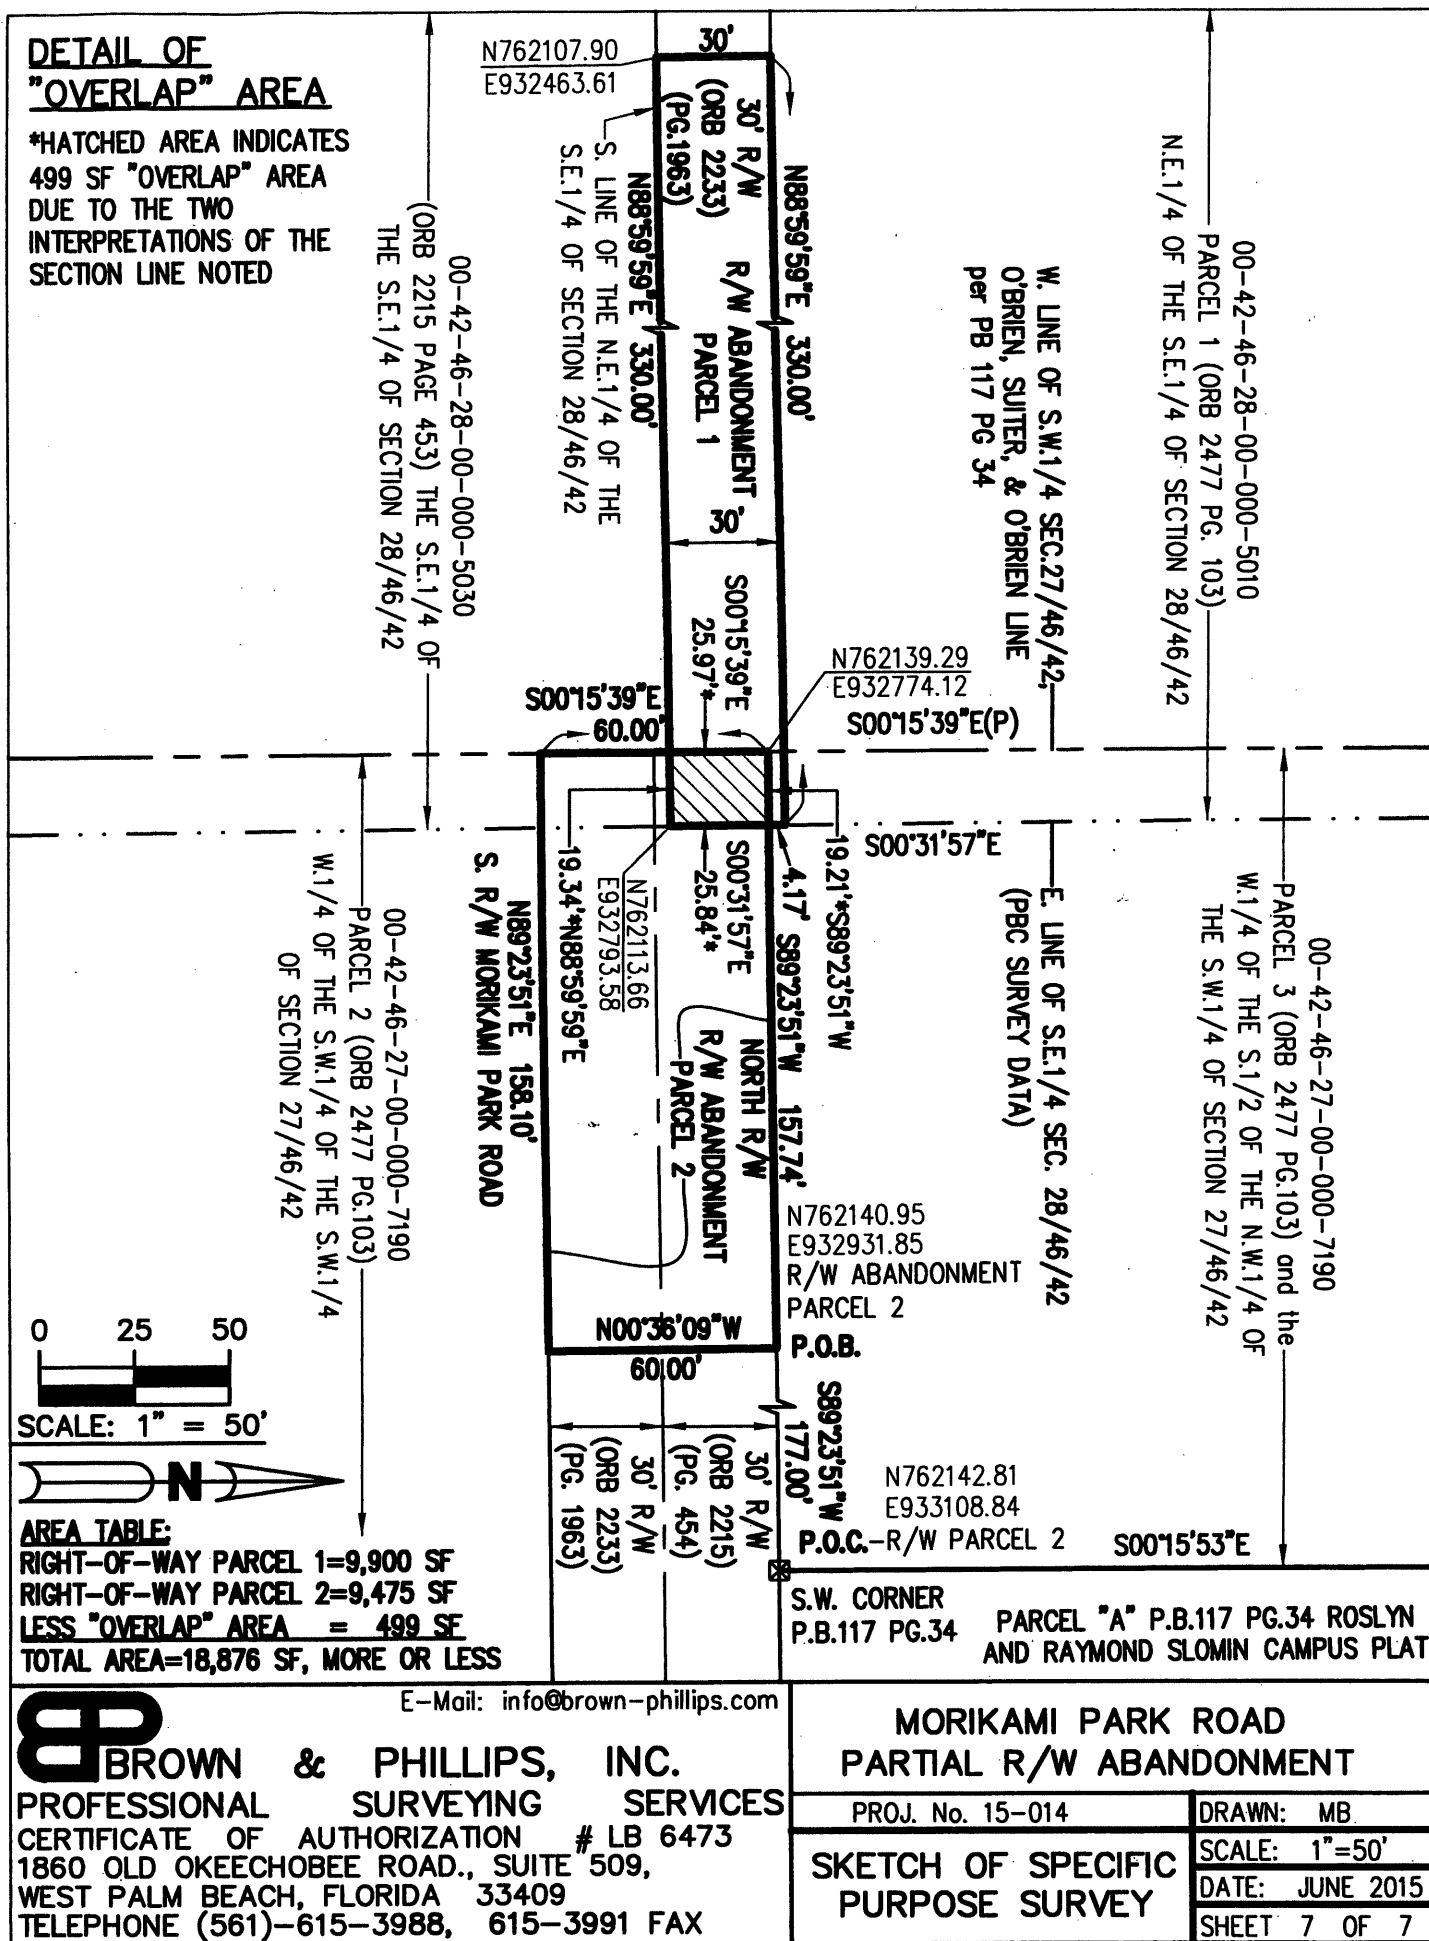 DETAIL OF
"OVERLAP" AREA
*HATCHED AREA INDICATES
499 SF "OVERLAP" AREA
DUE TO THE TWO
INTERPRETATIONS OF THE
SECTION LINE NOTED
00-42-46-28-00-000-5030
(ORB 2215 PAGE 453) THE S.E.1/4 OF
THE S.E.1/4 OF SECTION 28/46/42
N762107.90
E932463.61
30'
30' R/W
(ORB 2233)
(PG.1963)
S. LINE OF THE N.E.1/4 OF THE
S.E.1/4 OF SECTION 28/46/42
N88°59'59"E 330.00'
R/W ABANDONMENT
PARCEL 1
N88°59'59"E 330.00'
30'
W. LINE OF S.W.1/4 SEC.27/46/42,
O'BRIEN, SUITER, & O'BRIEN LINE
per PB 117 PG 34
00-42-46-28-00-000-5010
PARCEL 1 (ORB 2477 PG. 103)
N.E.1/4 OF THE S.E.1/4 OF SECTION 28/46/42
S00°15'39"E
25.97'*
N762139.29
E932774.12
S00°15'39"E
60.00'
S00°15'39"E(P)
S00°31'57"E
19.34'*N88°59'59"E
N762113.66
E932793.58
S00°31'57"E
25.84'*
4.17'
19.21'*S89°23'51"W
E. LINE OF S.E.1/4 SEC. 28/46/42
(PBC SURVEY DATA)
00-42-46-27-00-000-7190
PARCEL 3 (ORB 2477 PG.103) and the
W.1/4 OF THE S.1/2 OF THE N.W.1/4 OF
THE S.W.1/4 OF SECTION 27/46/42
00-42-46-27-00-000-7190
PARCEL 2 (ORB 2477 PG.103)
W.1/4 OF THE S.W.1/4 OF THE S.W.1/4
OF SECTION 27/46/42
N89°23'51"E 158.10'
S. R/W MORIKAMI PARK ROAD
S89°23'51"W 157.74'
NORTH R/W
R/W ABANDONMENT
PARCEL 2
N762140.95
E932931.85
R/W ABANDONMENT
PARCEL 2
P.O.B.
N00°36'09"W
60.00'
30' R/W
(ORB 2233)
(PG. 1963)
30' R/W
(ORB 2215)
(PG. 454)
S89°23'51"W
177.00'
N762142.81
E933108.84
P.O.C.-R/W PARCEL 2
S00°15'53"E
S.W. CORNER
P.B.117 PG.34
PARCEL "A" P.B.117 PG.34 ROSLYN
AND RAYMOND SLOMIN CAMPUS PLAT
0 25 50
SCALE: 1" = 50'
N
AREA TABLE:
RIGHT-OF-WAY PARCEL 1=9,900 SF
RIGHT-OF-WAY PARCEL 2=9,475 SF
LESS "OVERLAP" AREA = 499 SF
TOTAL AREA=18,876 SF, MORE OR LESS
E-Mail: info@brown-phillips.com
BP
BROWN & PHILLIPS, INC.
PROFESSIONAL SURVEYING SERVICES
CERTIFICATE OF AUTHORIZATION # LB 6473
1860 OLD OKEECHOBEE ROAD., SUITE 509,
WEST PALM BEACH, FLORIDA 33409
TELEPHONE (561)-615-3988, 615-3991 FAX
MORIKAMI PARK ROAD
PARTIAL R/W ABANDONMENT
PROJ. No. 15-014
DRAWN: MB
SKETCH OF SPECIFIC
PURPOSE SURVEY
SCALE: 1"=50'
DATE: JUNE 2015
SHEET 7 OF 7